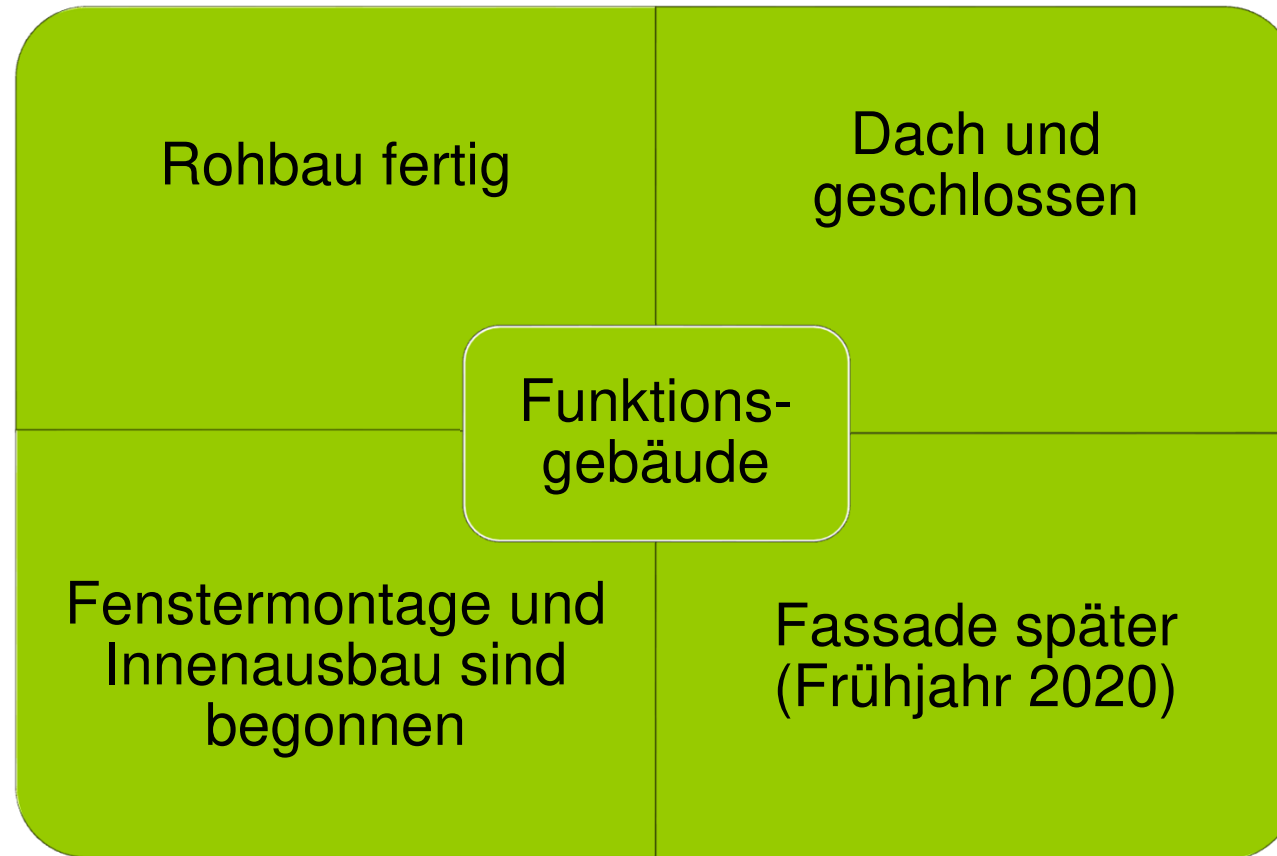 Rohbau fertig
Dach und
geschlossen
Funktions-
gebäude
Fenstermontage und
Innenausbau sind
begonnen
Fassade später
(Frühjahr 2020)